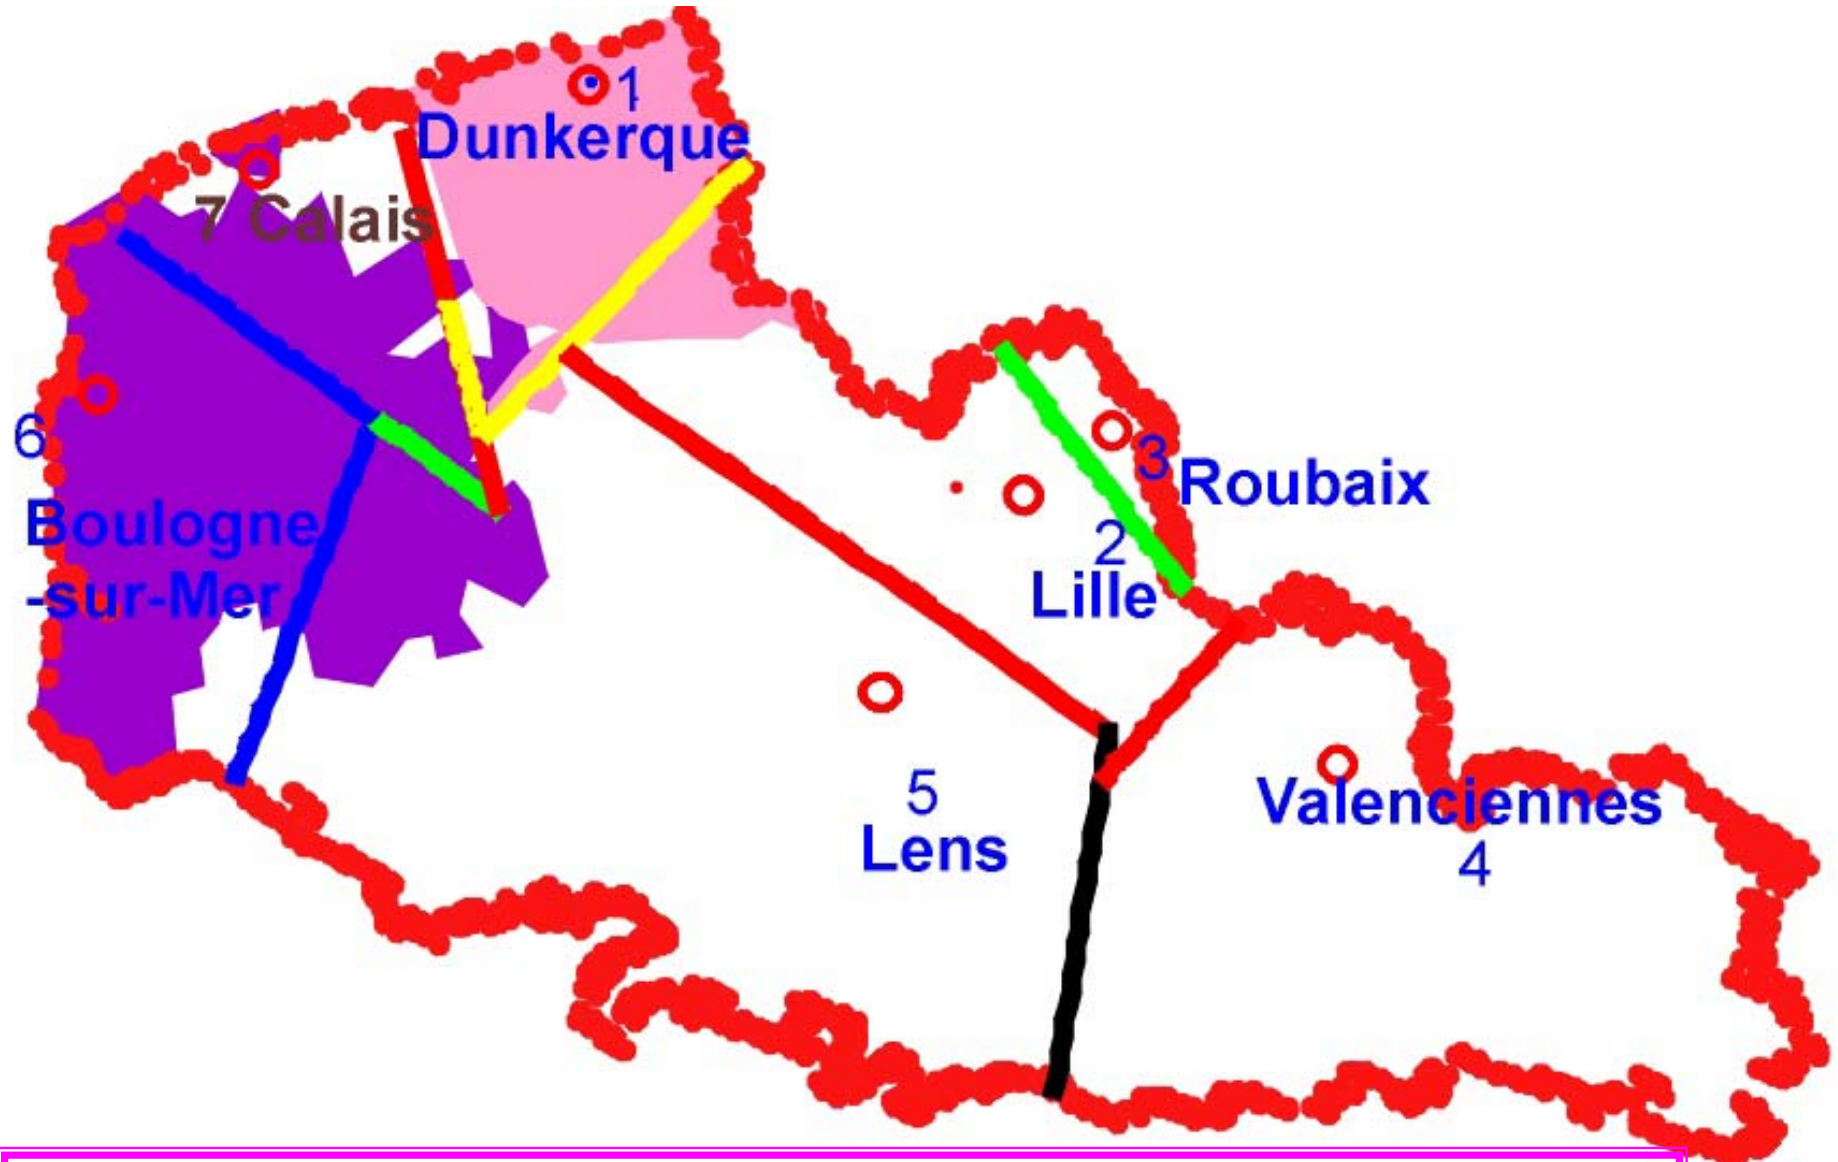 1
Dunkerque
7 Calais
6
3
Roubaix
Boulogne
-sur-Mer
2
Lille
5
Lens
Valenciennes
4